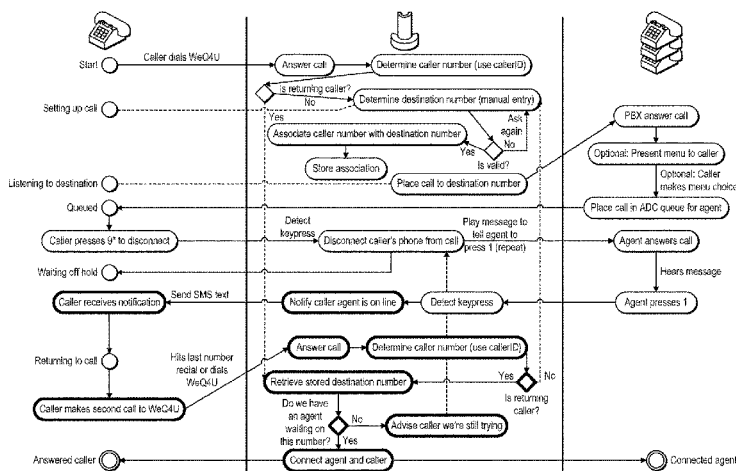 Start
Caller dials WeQ4U
Answer call
Determine caller number (use callerID)
Is returning caller?
No
Setting up call
Determine destination number (manual entry)
Yes
Ask
again
Associate caller number with destination number
Yes
No
Is valid?
Store association
PBX answer call
Optional: Present menu to caller
Optional: Caller
makes menu choice
Listening to destination
Place call to destination number
Queued
Place call in ADC queue for agent
Detect
keypress
Play message to
tell agent to
press 1 (repeat)
Caller presses 9* to disconnect
Disconnect caller's phone from call
Agent answers call
Waiting off hold
Hears message
Send SMS text
Caller receives notification
Notify caller agent is on line
Detect keypress
Agent presses 1
Returning to call
Hits last number
redial or dials
WeQ4U
Answer call
Determine caller number (use callerID)
Retrieve stored destination number
Yes
No
Is returning
caller?
Caller makes second call to WeQ4U
Do we have
an agent
waiting on
this number?
No
Advise caller we're still trying
Yes
Answered caller
Connect agent and caller
Connected agent